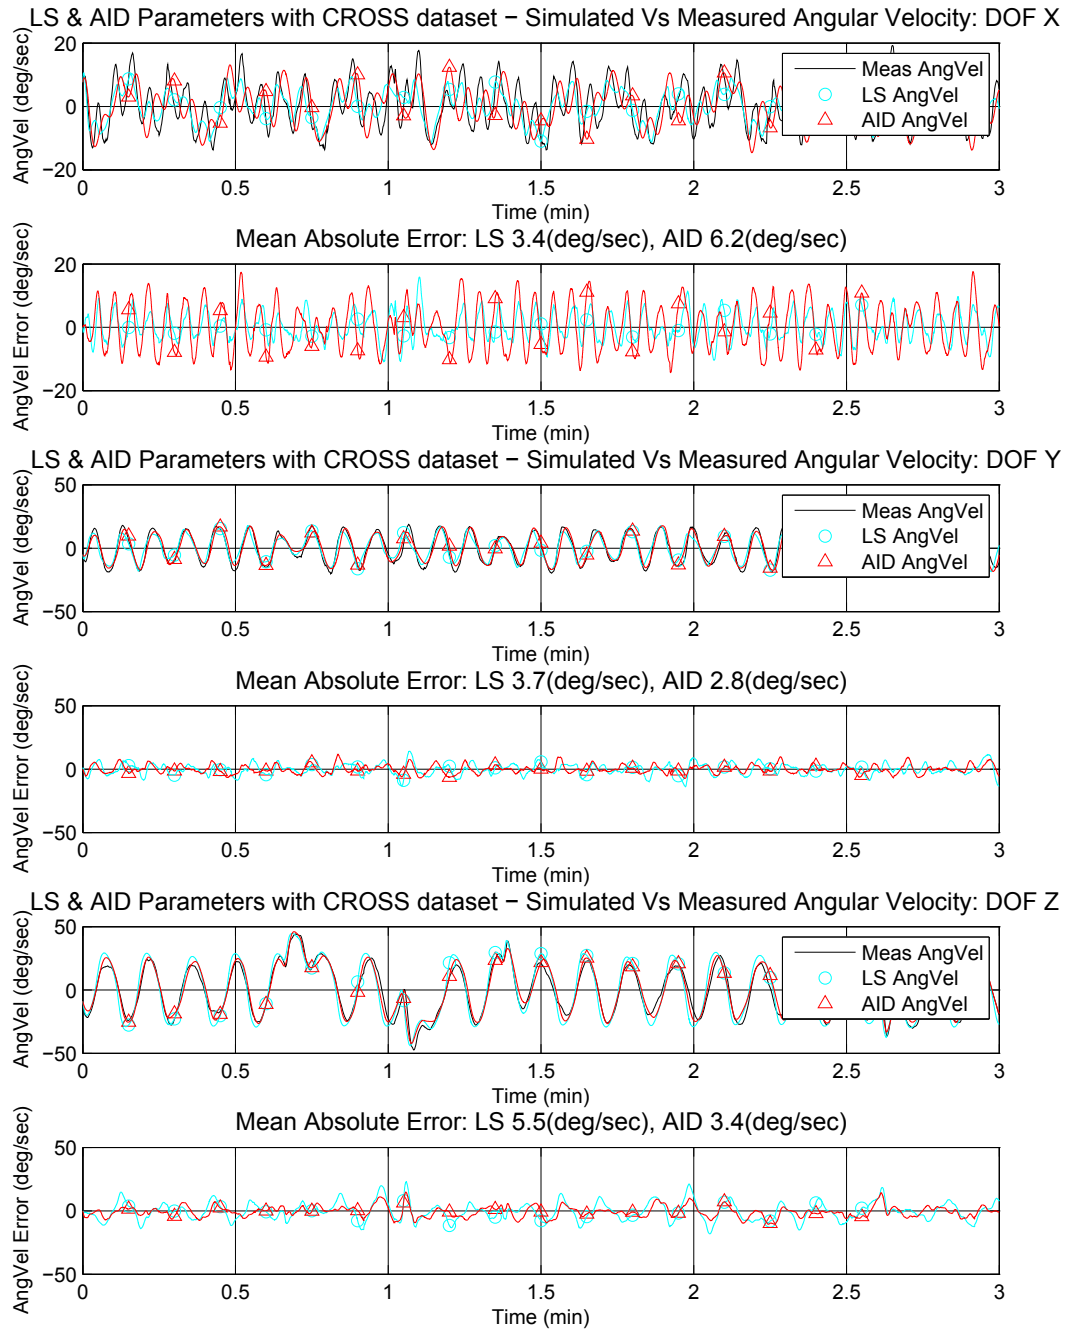 LS & AID Parameters with CROSS dataset − Simulated Vs Measured Angular Velocity: DOF X
AngVel (deg/sec)
20
0
−20
Meas AngVel
LS AngVel
AID AngVel
0 0.5 1 1.5 2 2.5 3
Time (min)
Mean Absolute Error: LS 3.4(deg/sec), AID 6.2(deg/sec)
AngVel Error (deg/sec)
20
0
−20
0 0.5 1 1.5 2 2.5 3
Time (min)
LS & AID Parameters with CROSS dataset − Simulated Vs Measured Angular Velocity: DOF Y
AngVel (deg/sec)
50
0
−50
Meas AngVel
LS AngVel
AID AngVel
0 0.5 1 1.5 2 2.5 3
Time (min)
Mean Absolute Error: LS 3.7(deg/sec), AID 2.8(deg/sec)
AngVel Error (deg/sec)
50
0
−50
0 0.5 1 1.5 2 2.5 3
Time (min)
LS & AID Parameters with CROSS dataset − Simulated Vs Measured Angular Velocity: DOF Z
AngVel (deg/sec)
50
0
−50
Meas AngVel
LS AngVel
AID AngVel
0 0.5 1 1.5 2 2.5 3
Time (min)
Mean Absolute Error: LS 5.5(deg/sec), AID 3.4(deg/sec)
AngVel Error (deg/sec)
50
0
−50
0 0.5 1 1.5 2 2.5 3
Time (min)